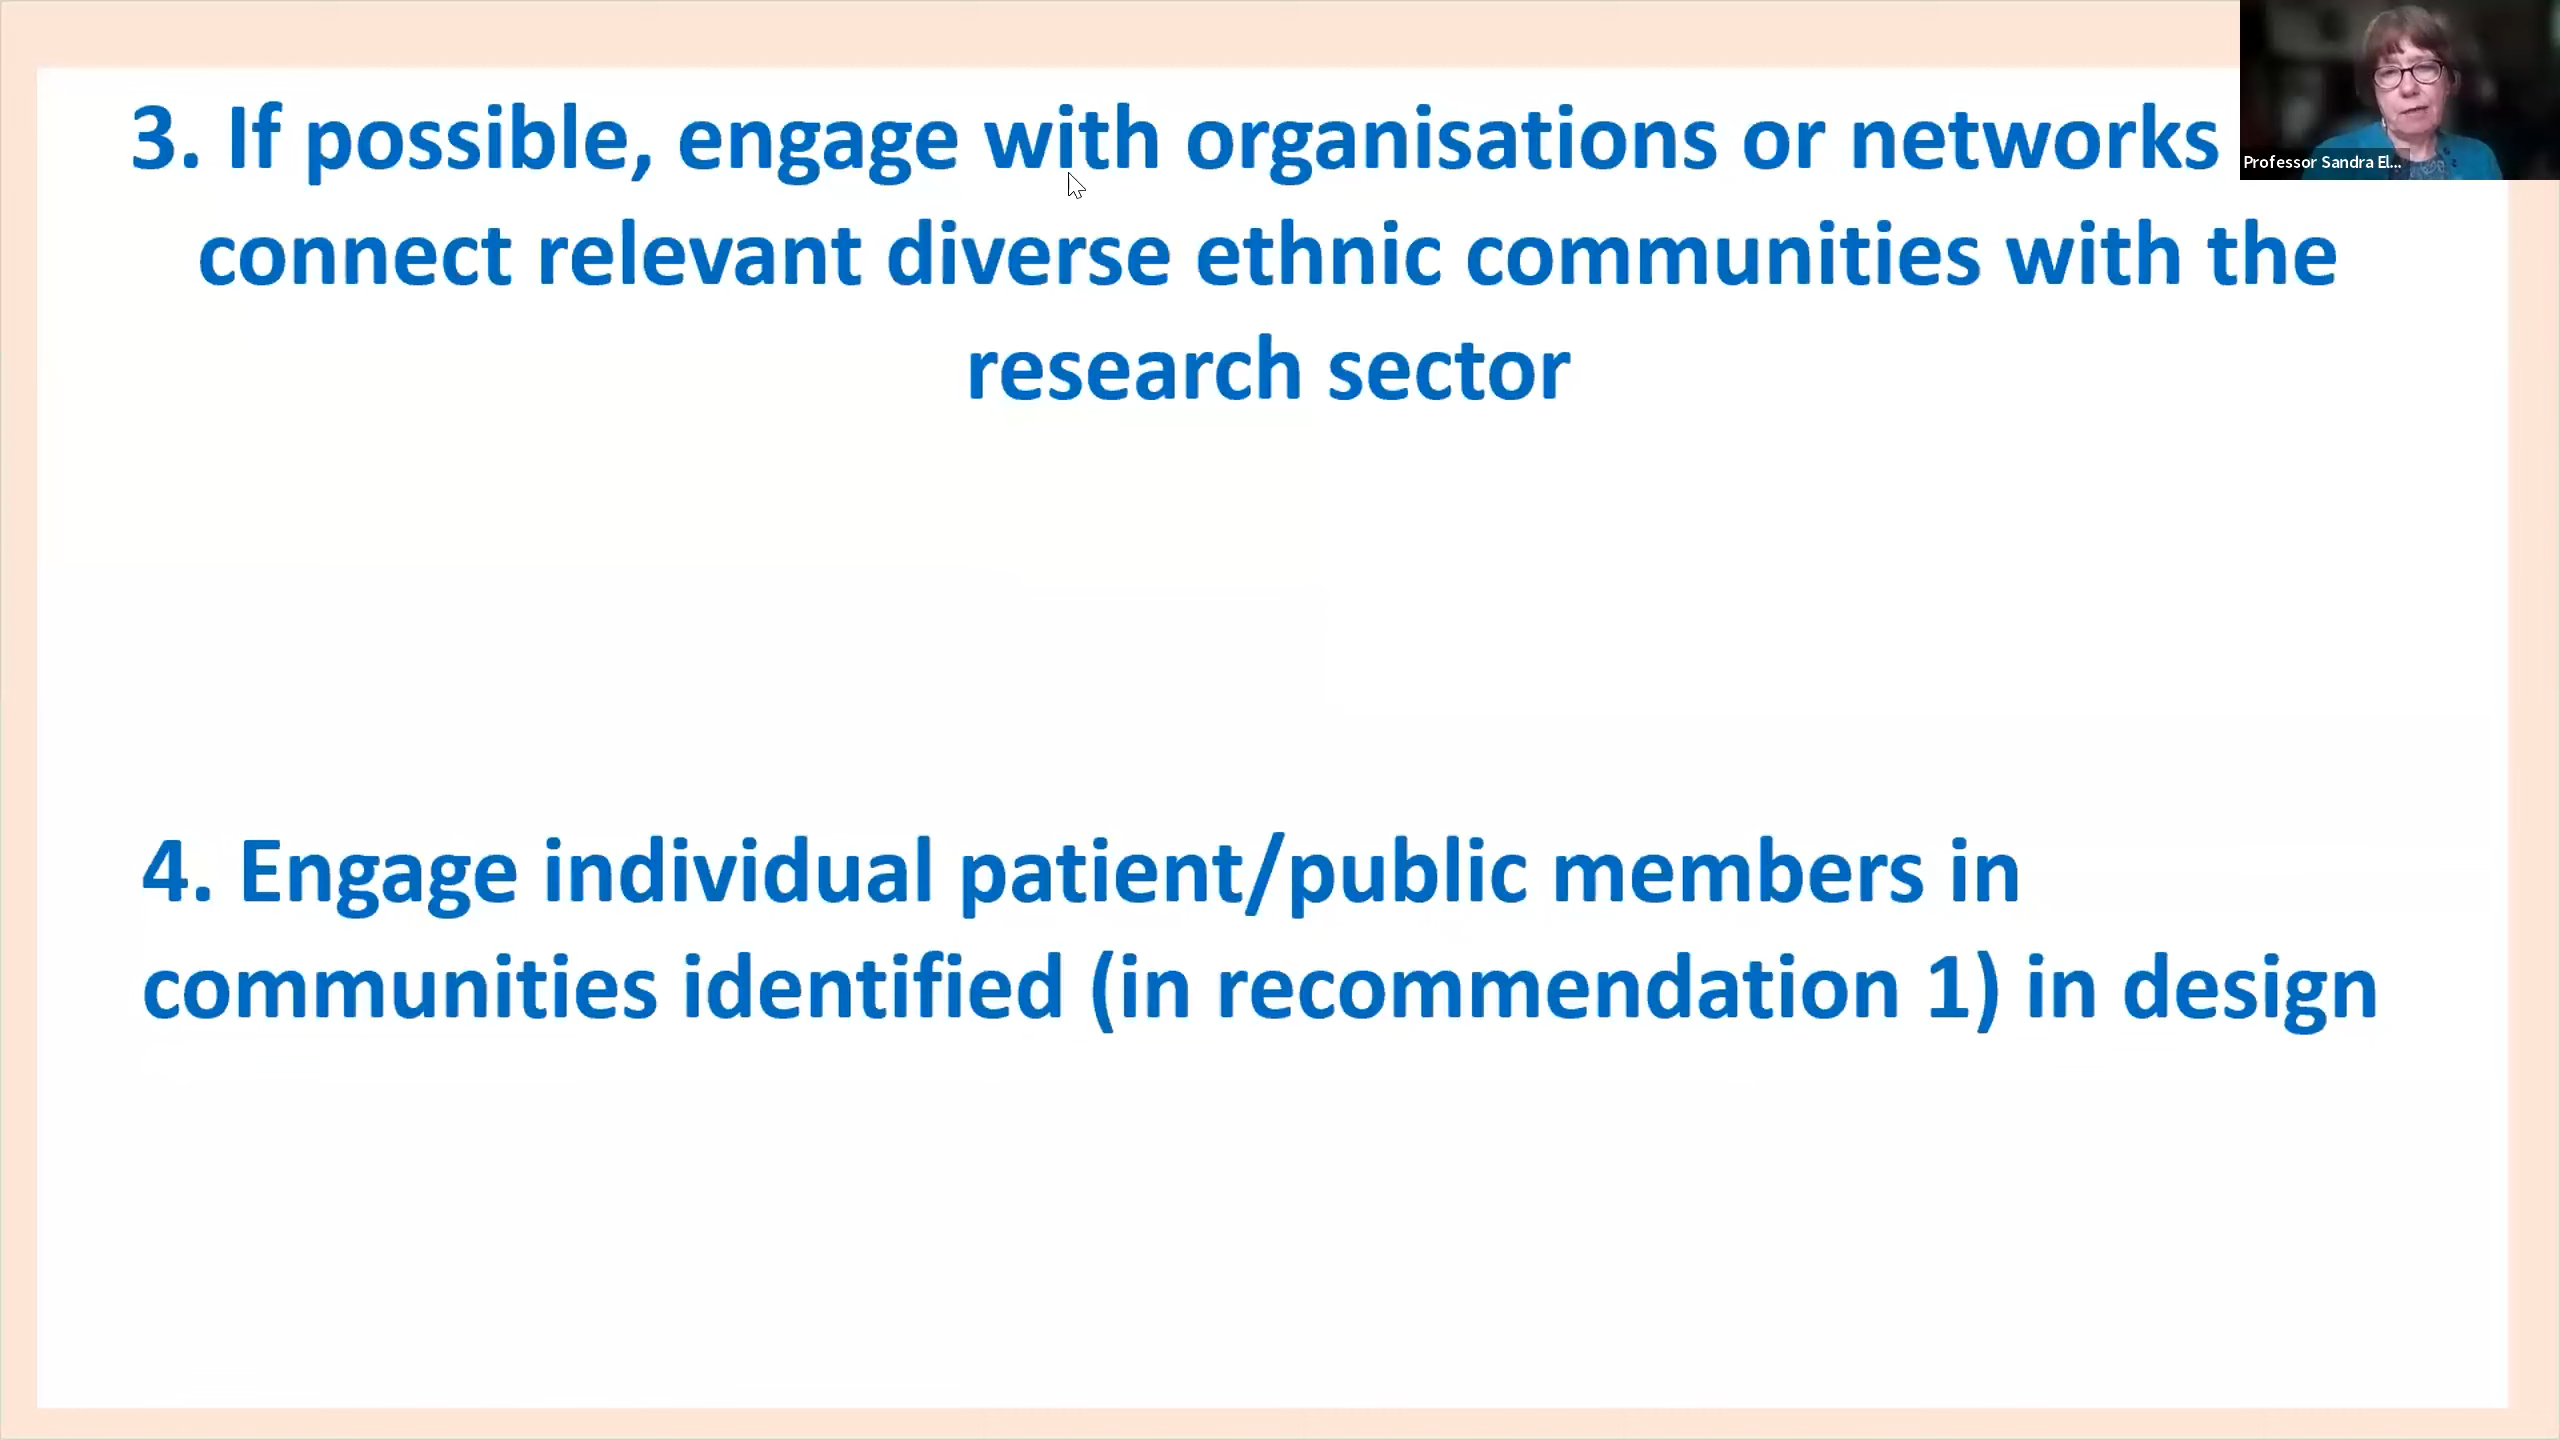 3. If possible, engage with organisations or networks
connect relevant diverse ethnic communities with the
research sector
4. Engage individual patient/public members in
communities identified (in recommendation 1) in design
Professor Sandra El...